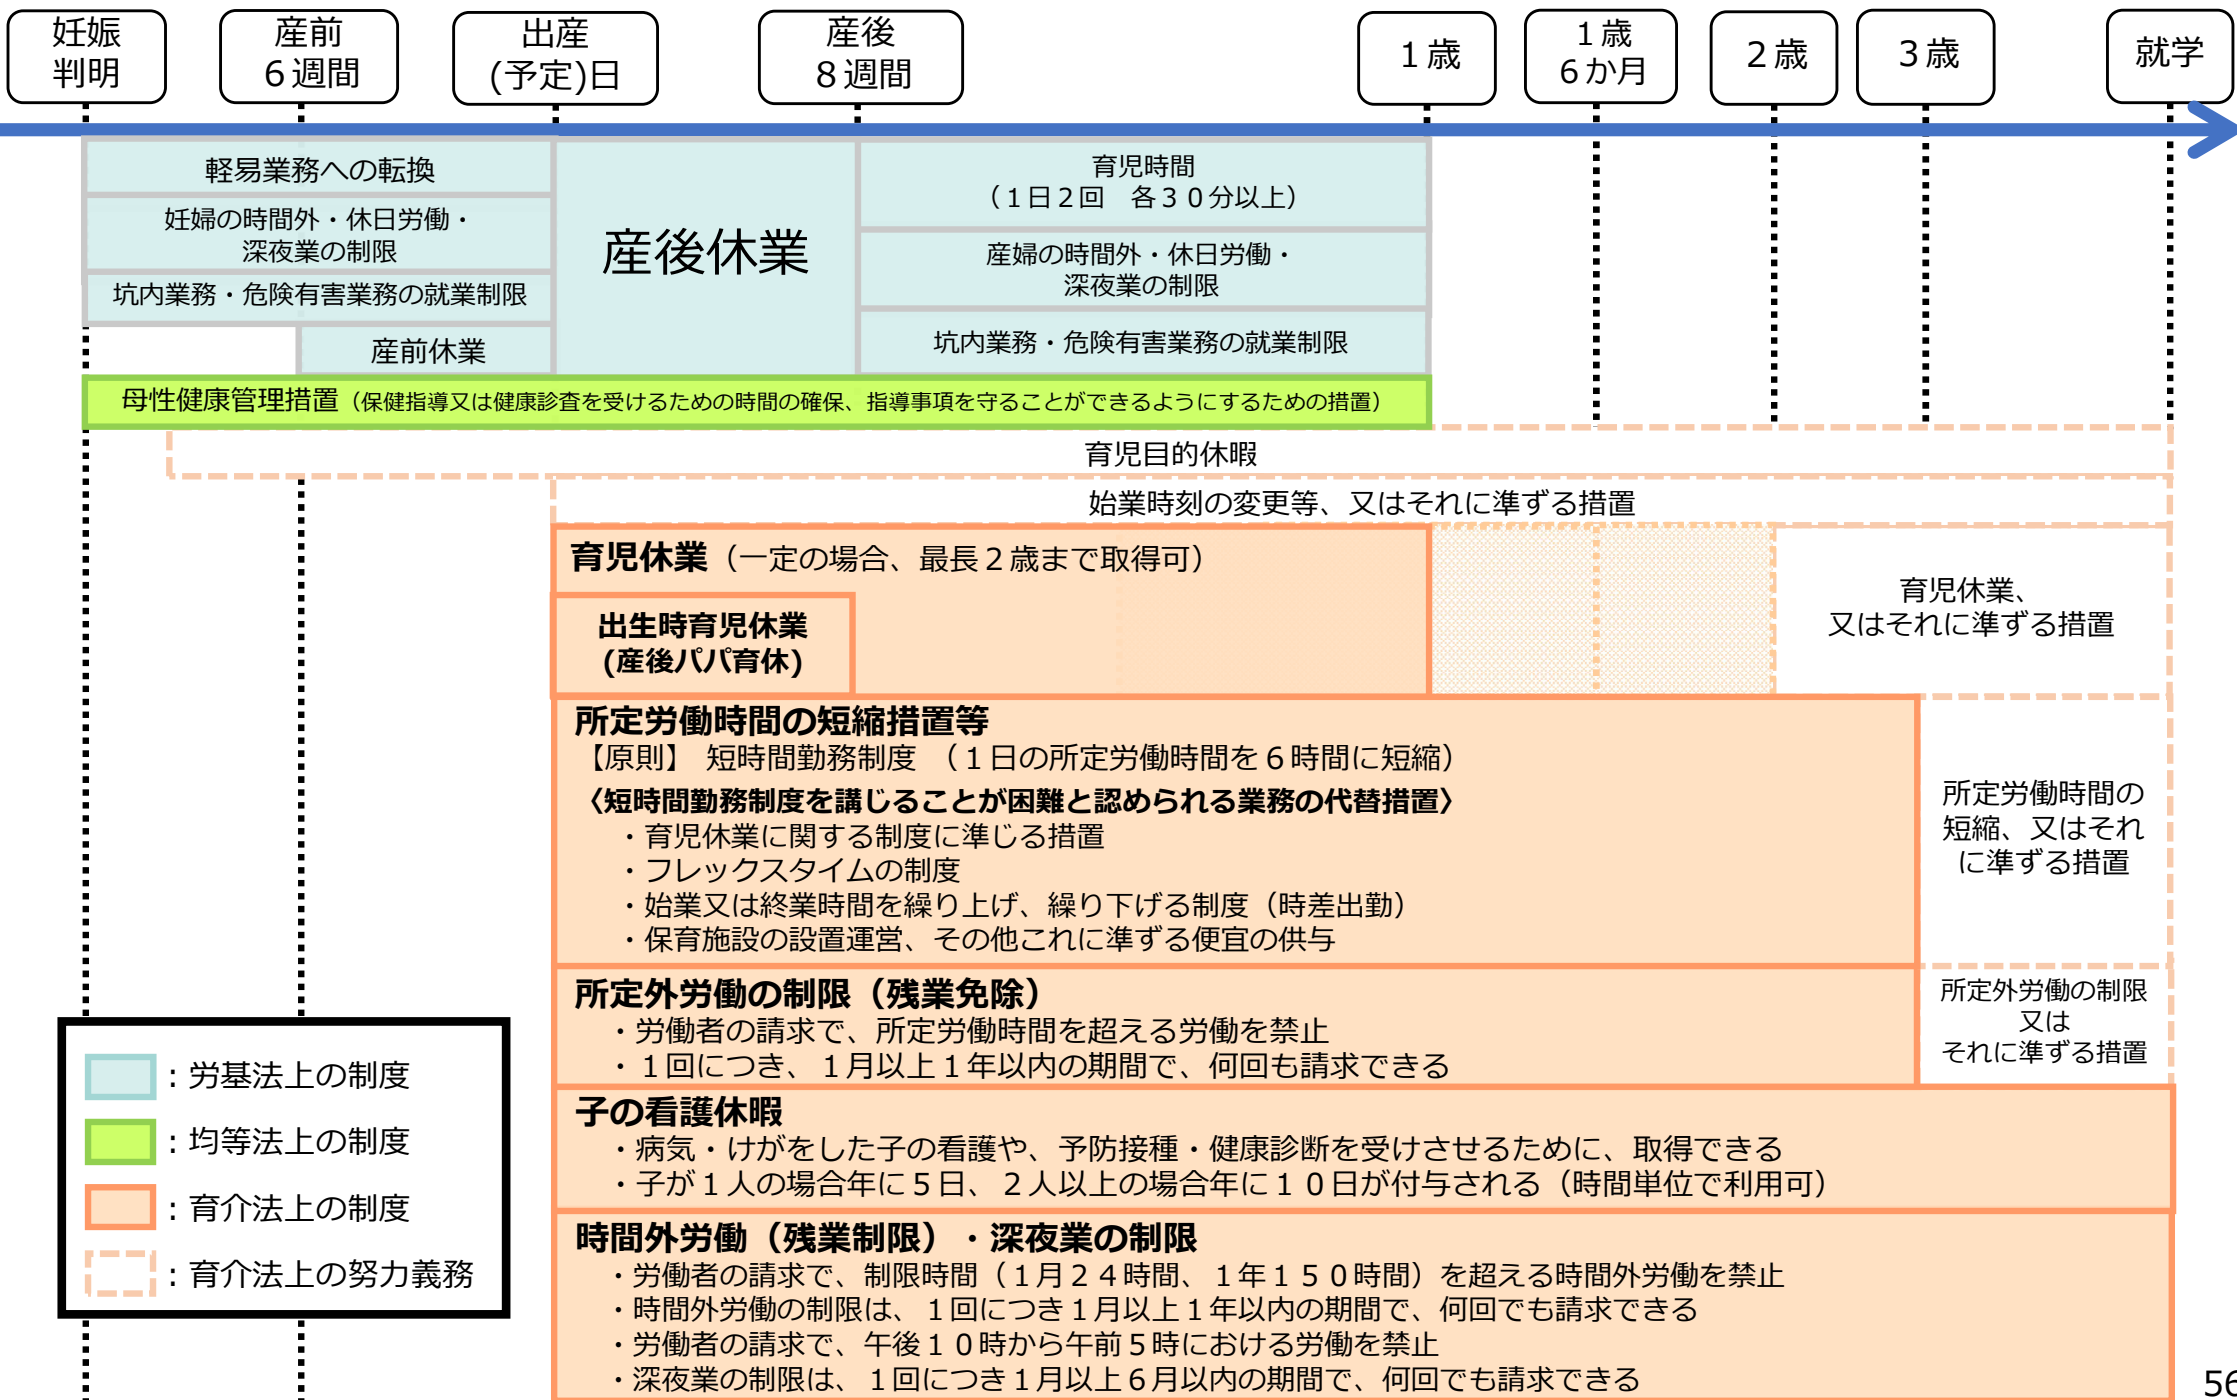 妊娠
判明
産前
６週間
出産
(予定)日
産後
８週間
１歳
１歳
６か月
２歳
３歳
就学
軽易業務への転換
妊婦の時間外・休日労働・
深夜業の制限
坑内業務・危険有害業務の就業制限
産前休業
産後休業
育児時間
（１日２回　各３０分以上）
産婦の時間外・休日労働・
深夜業の制限
坑内業務・危険有害業務の就業制限
母性健康管理措置（保健指導又は健康診査を受けるための時間の確保、指導事項を守ることができるようにするための措置）
育児目的休暇
始業時刻の変更等、又はそれに準ずる措置
育児休業（一定の場合、最長２歳まで取得可）
出生時育児休業
(産後パパ育休)
育児休業、
又はそれに準ずる措置
所定労働時間の短縮措置等
【原則】 短時間勤務制度 （１日の所定労働時間を６時間に短縮）
〈短時間勤務制度を講じることが困難と認められる業務の代替措置〉
・育児休業に関する制度に準じる措置
・フレックスタイムの制度
・始業又は終業時間を繰り上げ、繰り下げる制度（時差出勤）
・保育施設の設置運営、その他これに準ずる便宜の供与
所定労働時間の
短縮、又はそれ
に準ずる措置
所定外労働の制限（残業免除）
・労働者の請求で、所定労働時間を超える労働を禁止
・１回につき、１月以上１年以内の期間で、何回も請求できる
所定外労働の制限
又は
それに準ずる措置
子の看護休暇
・病気・けがをした子の看護や、予防接種・健康診断を受けさせるために、取得できる
・子が１人の場合年に５日、２人以上の場合年に１０日が付与される（時間単位で利用可）
時間外労働（残業制限）・深夜業の制限
・労働者の請求で、制限時間（１月２４時間、１年１５０時間）を超える時間外労働を禁止
・時間外労働の制限は、１回につき１月以上１年以内の期間で、何回でも請求できる
・労働者の請求で、午後１０時から午前５時における労働を禁止
・深夜業の制限は、１回につき１月以上６月以内の期間で、何回でも請求できる
：労基法上の制度
：均等法上の制度
：育介法上の制度
：育介法上の努力義務
56